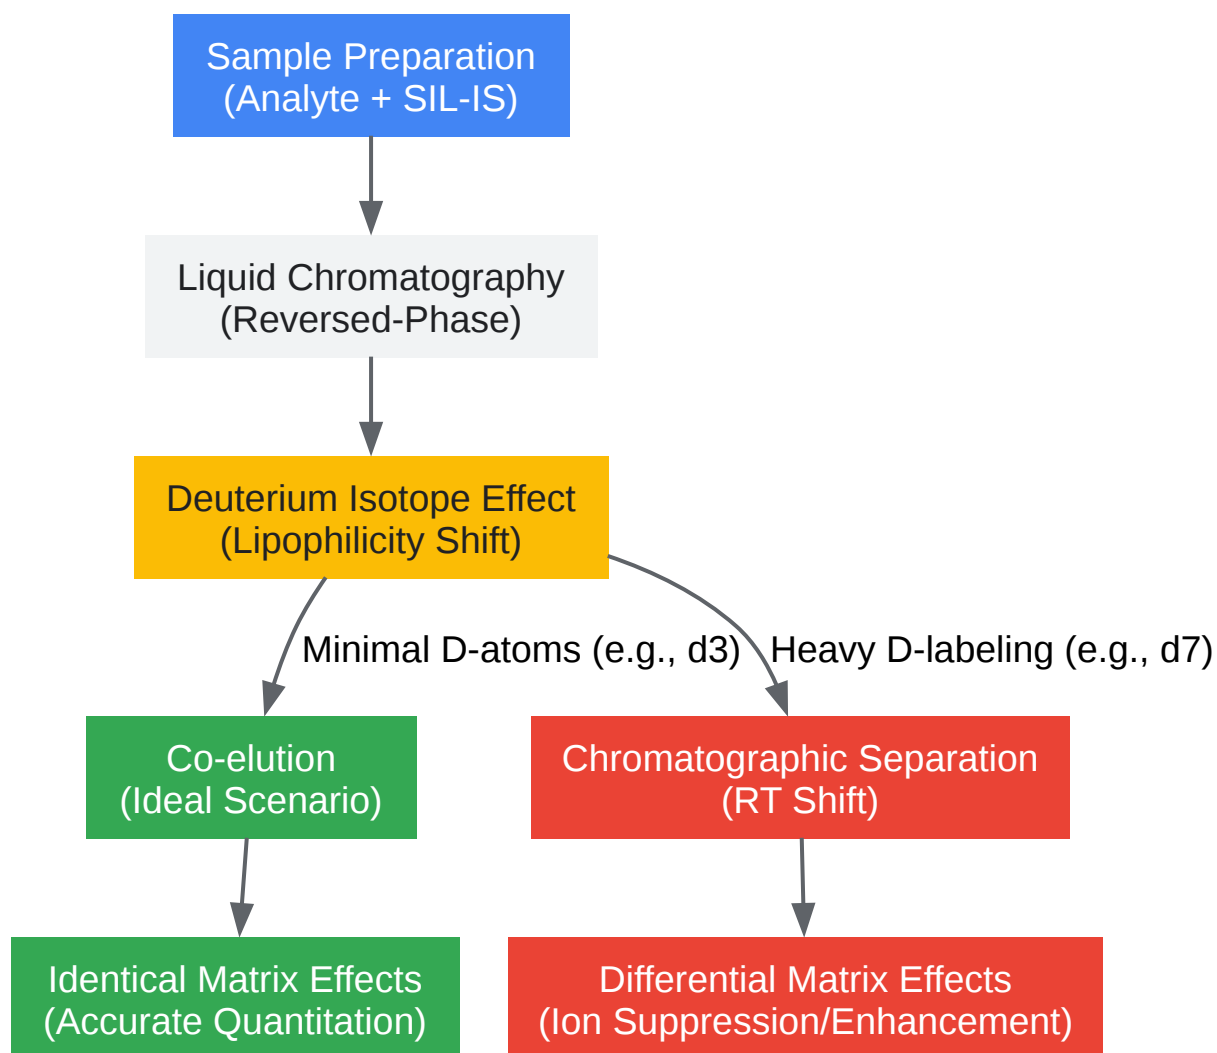 Sample Preparation
(Analyte + SIL-IS)
Liquid Chromatography
(Reversed-Phase)
Deuterium Isotope Effect
(Lipophilicity Shift)
Minimal D-atoms (e.g., d3)
Heavy D-labeling (e.g., d7)
Co-elution
(Ideal Scenario)
Chromatographic Separation
(RT Shift)
Identical Matrix Effects
(Accurate Quantitation)
Differential Matrix Effects
(Ion Suppression/Enhancement)